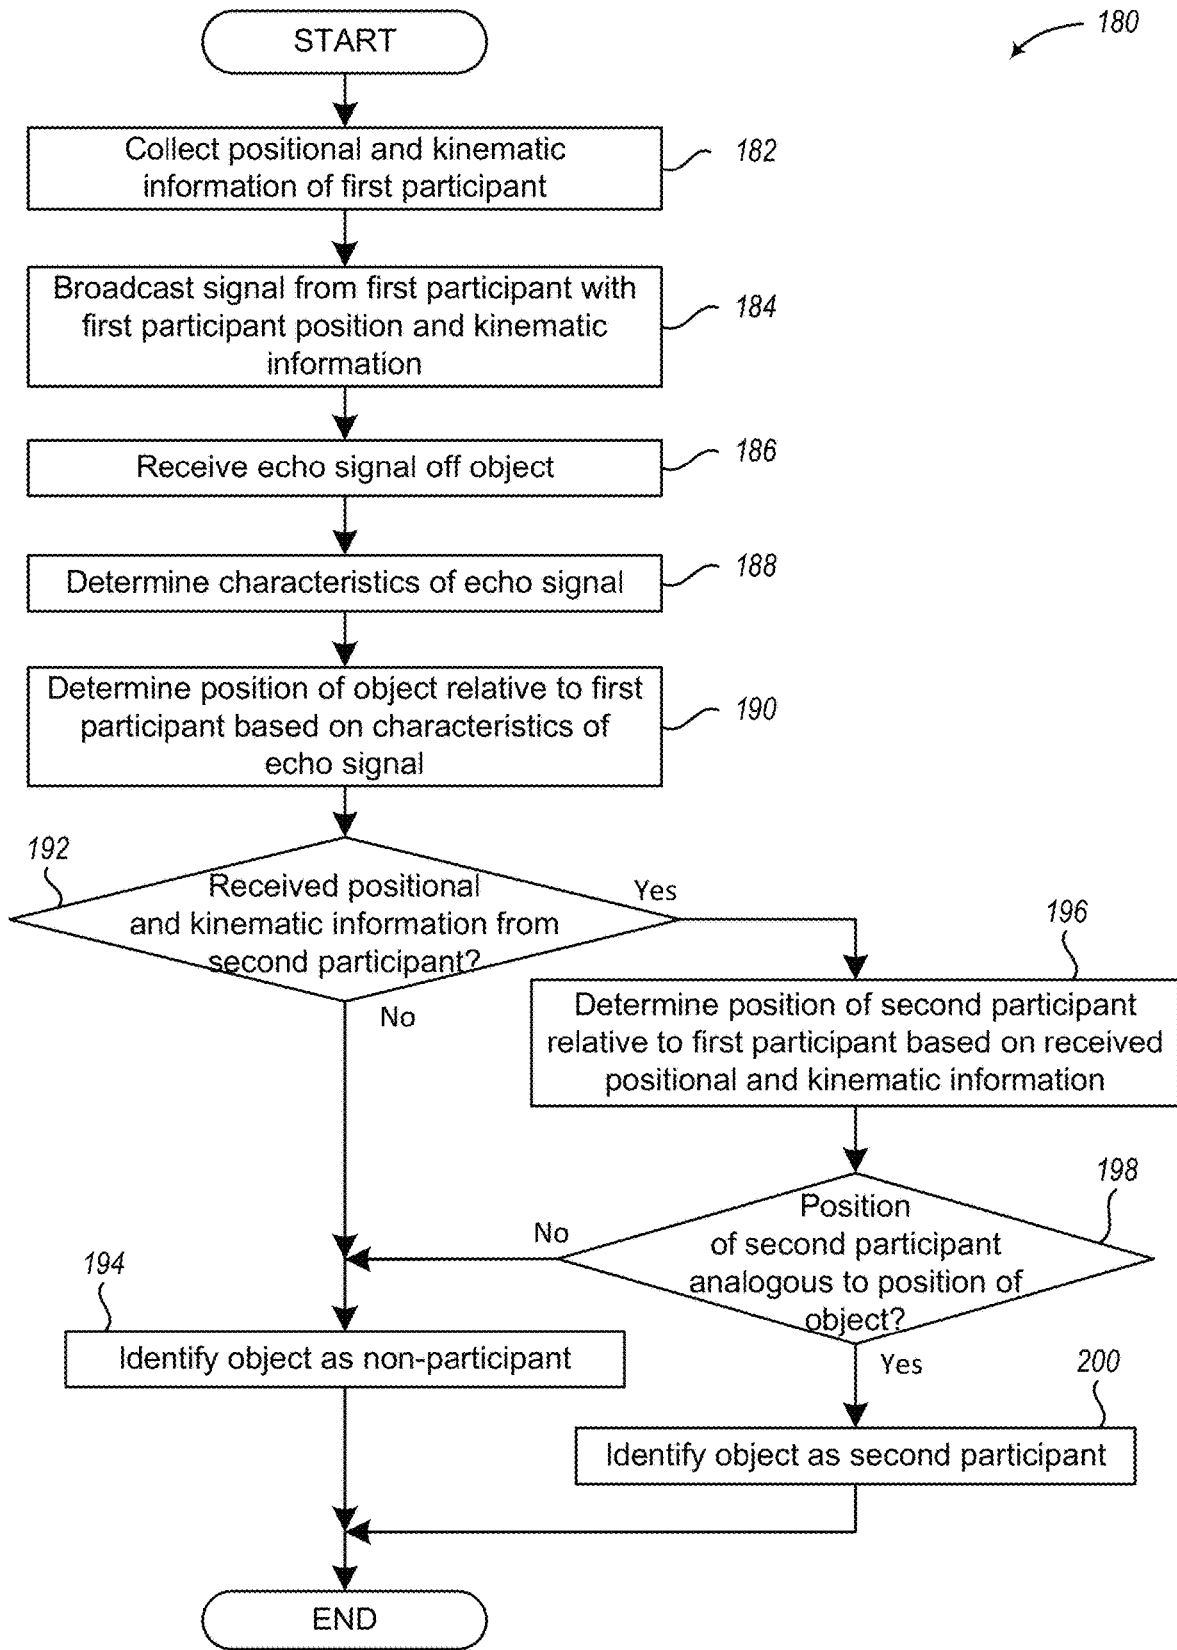 START
180
Collect positional and kinematic
information of first participant
182
Broadcast signal from first participant with
first participant position and kinematic
information
184
Receive echo signal off object
186
Determine characteristics of echo signal
188
Determine position of object relative to first
participant based on characteristics of
echo signal
190
192
Received positional
and kinematic information from
second participant?
Yes
No
196
Determine position of second participant
relative to first participant based on received
positional and kinematic information
198
Position
of second participant
analogous to position of
object?
No
Yes
194
Identify object as non-participant
200
Identify object as second participant
END